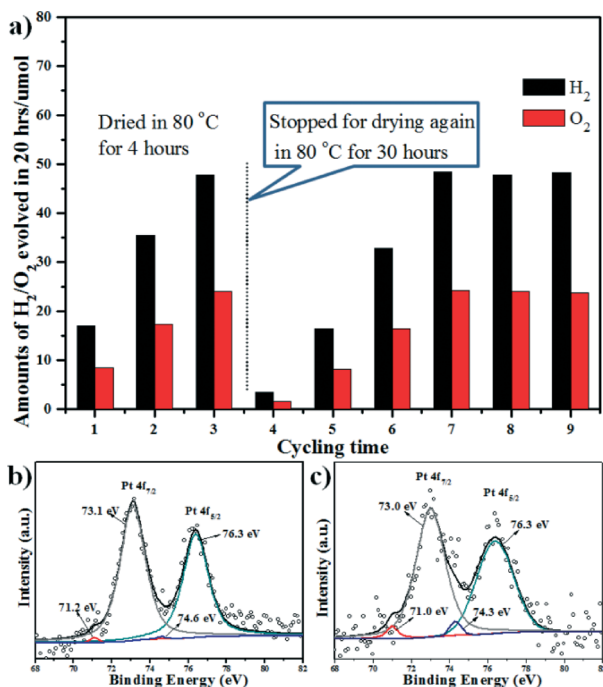 a)
Amounts of H2/O2 evolved in 20 hrs/umol
80
70
60
50
40
30
20
10
0
H2
O2
Dried in 80 °C
for 4 hours
Stopped for drying again
in 80 °C for 30 hours
1 2 3 4 5 6 7 8 9
Cycling time
b)
Intensity (a.u.)
Pt 4f7/2
73.1 eV
Pt 4f5/2
76.3 eV
71.2 eV
74.6 eV
68 70 72 74 76 78 80 82
Binding Energy (eV)
c)
Intensity (a.u.)
Pt 4f7/2
73.0 eV
Pt 4f5/2
76.3 eV
71.0 eV
74.3 eV
68 70 72 74 76 78 80 82
Binding Energy (eV)